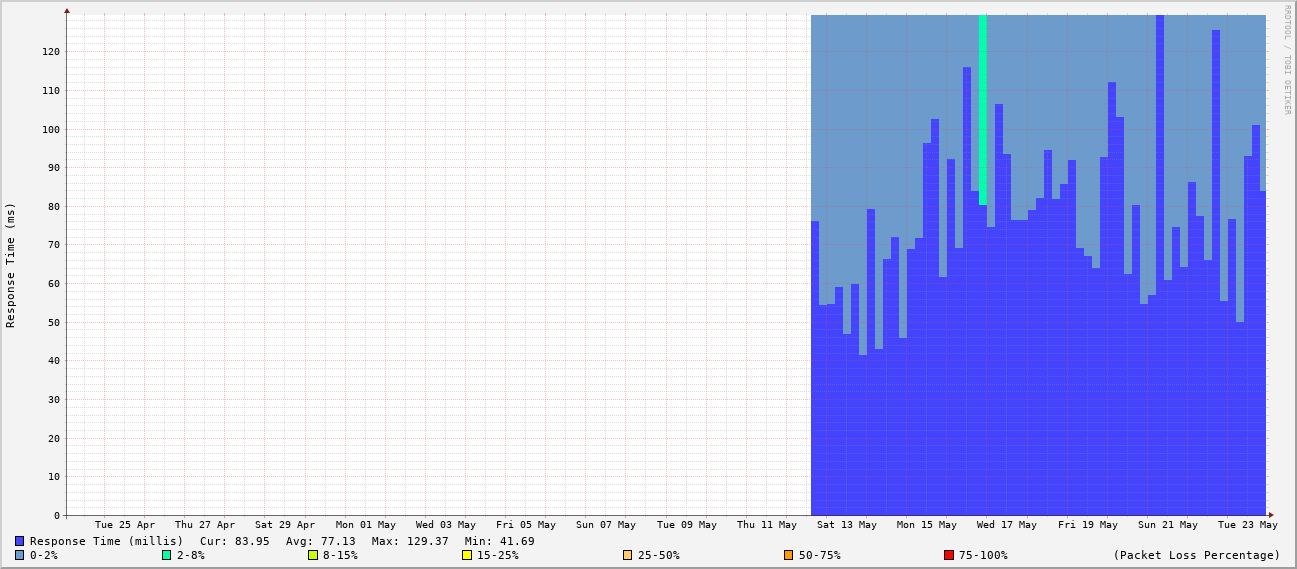 RRDTOOL / TOBI OETIKER
Response Time (ms)
120
110
100
90
80
70
60
50
40
30
20
10
0
Tue 25 Apr Thu 27 Apr Sat 29 Apr Mon 01 May Wed 03 May Fri 05 May Sun 07 May Tue 09 May Thu 11 May Sat 13 May Mon 15 May Wed 17 May Fri 19 May Sun 21 May Tue 23 May
Response Time (millis) Cur: 83.95 Avg: 77.13 Max: 129.37 Min: 41.69
0-2% 2-8% 8-15% 15-25% 25-50% 50-75% 75-100% (Packet Loss Percentage)